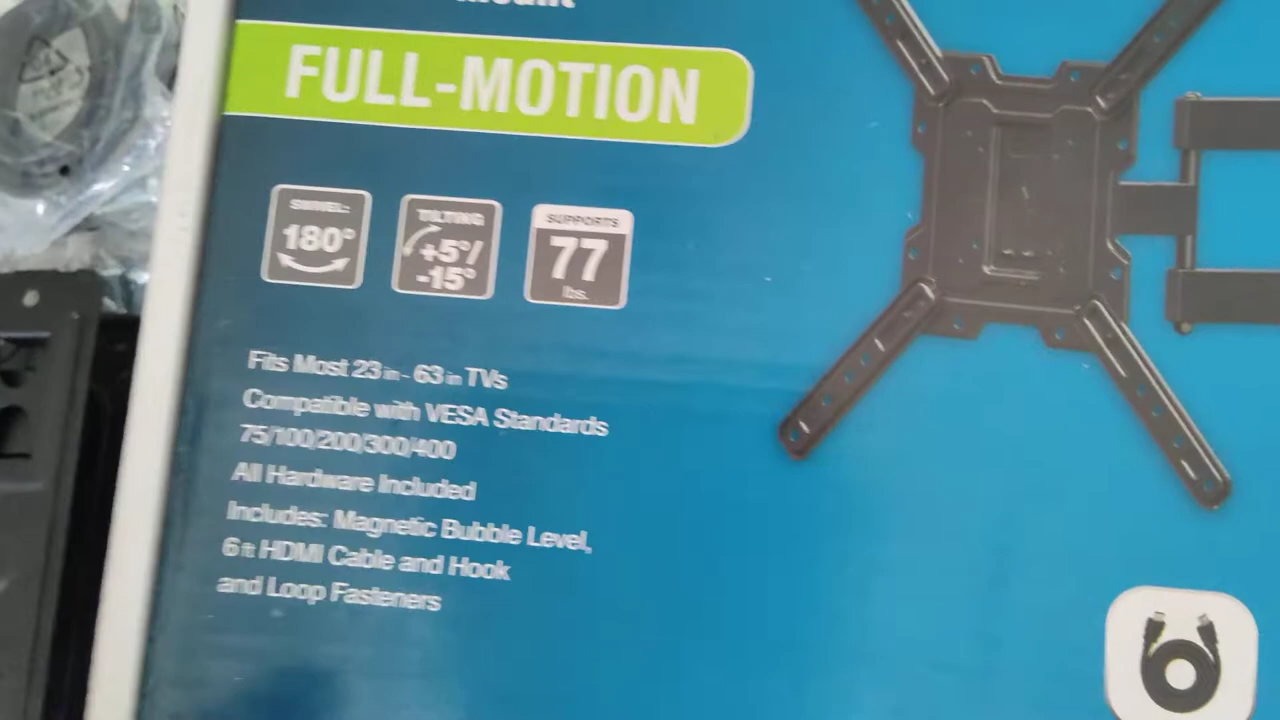 Mount
FULL-MOTION
SWIVEL:
180°
TILTING
+5°/
-15°
SUPPORTS
77
lbs.
Fits Most 23 in - 63 in TVs
Compatible with VESA Standards
75/100/200/300/400
All Hardware Included
Includes: Magnetic Bubble Level,
6 ft HDMI Cable and Hook
and Loop Fasteners